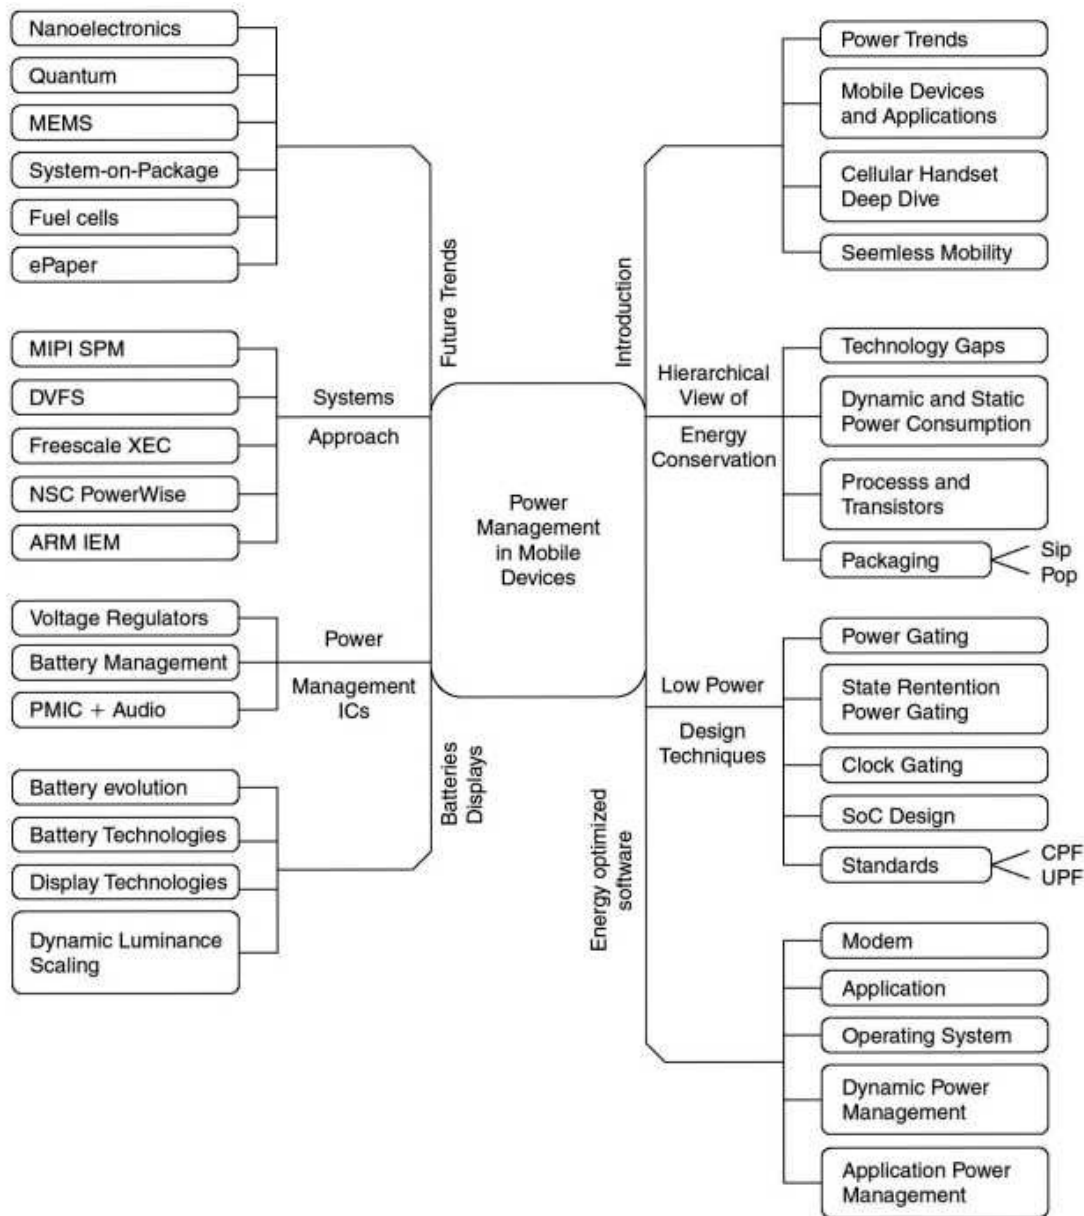 Nanoelectronics
Quantum
MEMS
System-on-Package
Fuel cells
ePaper
Future Trends
MIPI SPM
DVFS
Freescale XEC
NSC PowerWise
ARM IEM
Systems
Approach
Voltage Regulators
Battery Management
PMIC + Audio
Power
Management
ICs
Battery evolution
Battery Technologies
Display Technologies
Dynamic Luminance
Scaling
Batteries
Displays
Power
Management
in Mobile
Devices
Introduction
Power Trends
Mobile Devices
and Applications
Cellular Handset
Deep Dive
Seemless Mobility
Hierarchical
View of
Energy
Conservation
Technology Gaps
Dynamic and Static
Power Consumption
Processs and
Transistors
Packaging
Sip
Pop
Low Power
Design
Techniques
Power Gating
State Rentention
Power Gating
Clock Gating
SoC Design
Standards
CPF
UPF
Energy optimized
software
Modem
Application
Operating System
Dynamic Power
Management
Application Power
Management